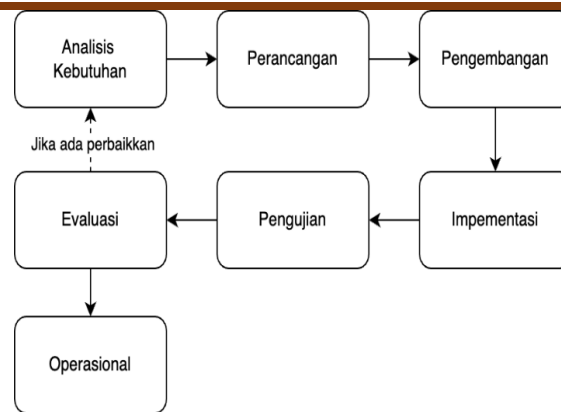 Analisis
Kebutuhan
Perancangan
Pengembangan
Jika ada perbaikkan
Evaluasi
Pengujian
Impementasi
Operasional